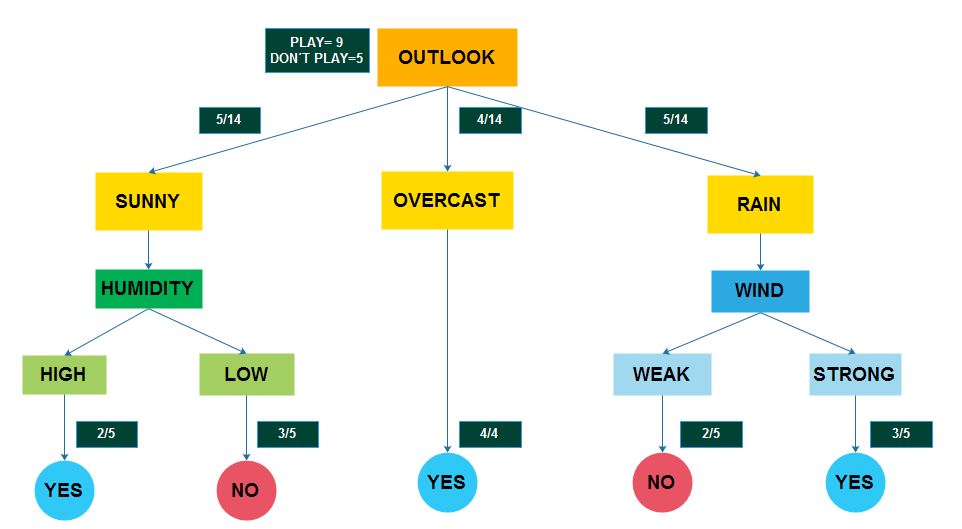 PLAY= 9
DON´T PLAY=5
OUTLOOK
5/14
4/14
5/14
SUNNY
OVERCAST
RAIN
HUMIDITY
WIND
HIGH
LOW
WEAK
STRONG
2/5
3/5
4/4
2/5
3/5
YES
NO
YES
NO
YES